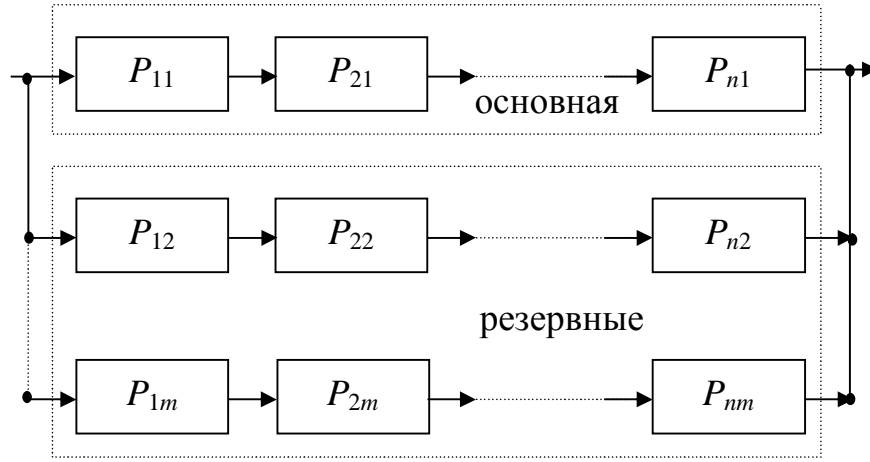 P11 P21 Pn1
основная
P12 P22 Pn2
резервные
P1m P2m Pnm